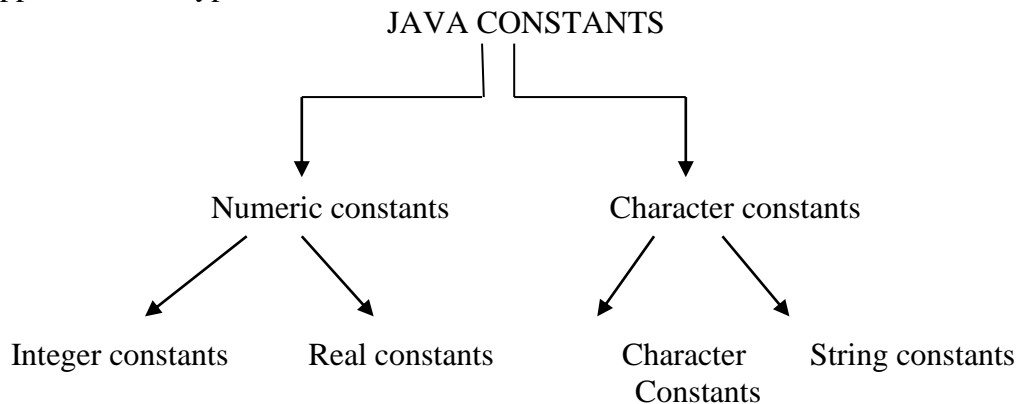 JAVA CONSTANTS
Numeric constants Character constants
Integer constants Real constants Character String constants
Constants